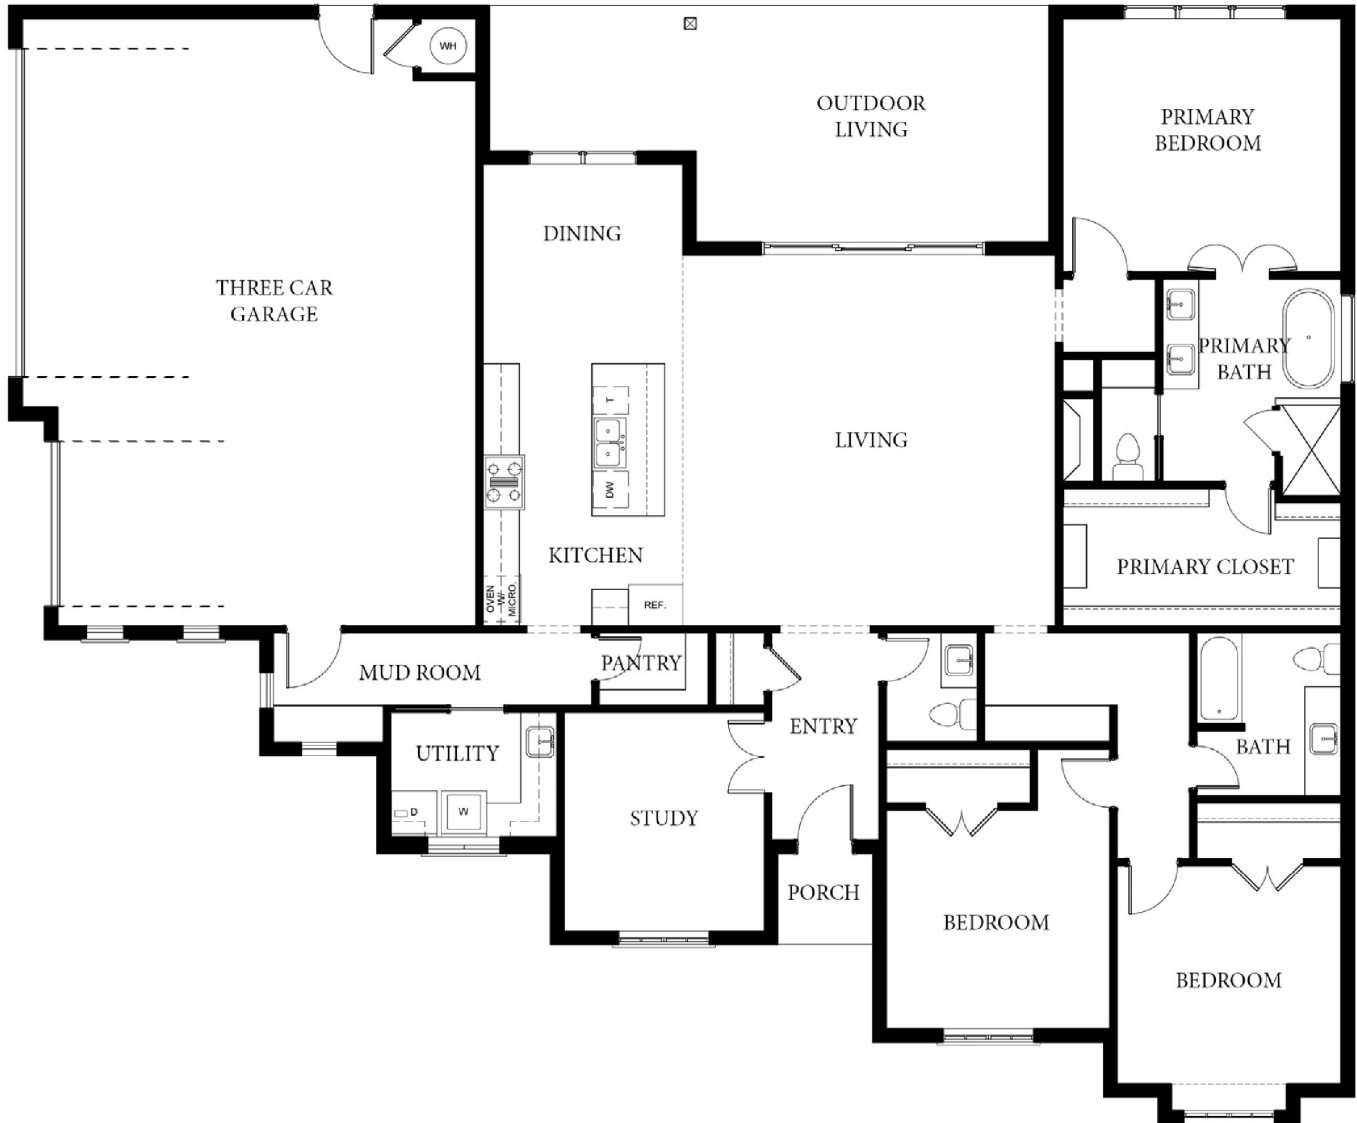 WH
OUTDOOR
LIVING
PRIMARY
BEDROOM
DINING
THREE CAR
GARAGE
PRIMARY
BATH
T
LIVING
DW
KITCHEN
PRIMARY CLOSET
OVEN
W/
MICRO.
REF.
MUD ROOM
PANTRY
ENTRY
UTILITY
BATH
D
W
STUDY
PORCH
BEDROOM
BEDROOM